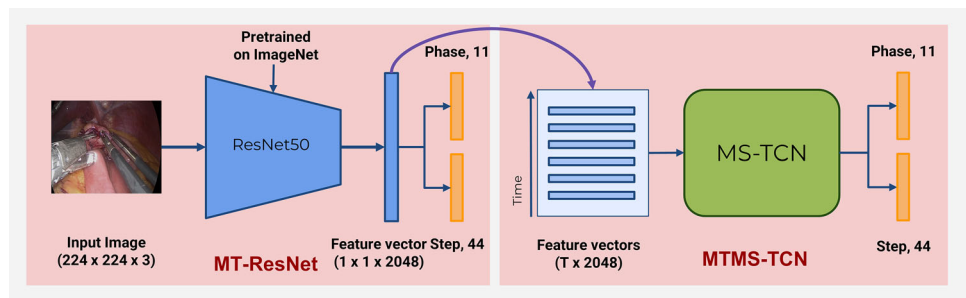 Pretrained
on ImageNet
Phase, 11
ResNet50
Input Image
(224 x 224 x 3)
MT-ResNet
Feature vector
(1 x 1 x 2048)
Step, 44
Phase, 11
Time
MS-TCN
Feature vectors
(T x 2048)
MTMS-TCN
Step, 44